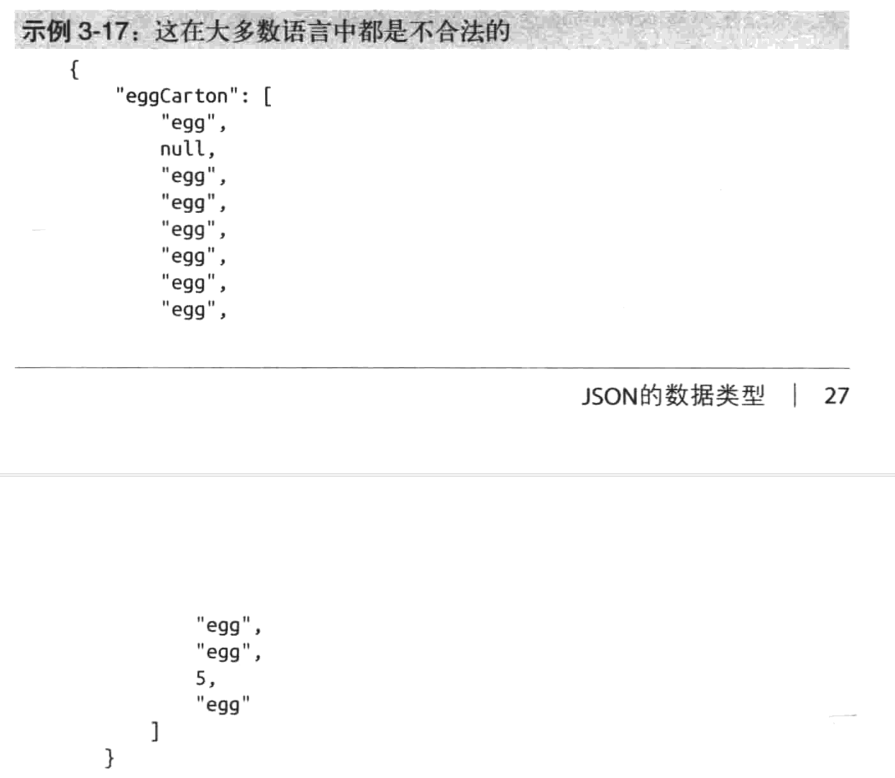 示例 3-17：这在大多数语言中都是不合法的
{
"eggCarton": [
"egg",
null,
"egg",
"egg",
"egg",
"egg",
"egg",
"egg",
JSON的数据类型 | 27
"egg",
"egg",
5,
"egg"
]
}